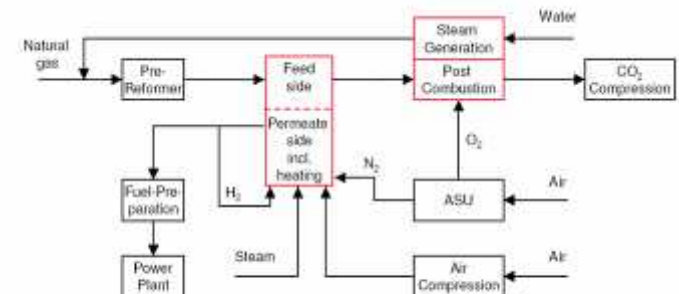 Water
Steam
Generation
Natural
gas
Pre-
Reformer
Feed
side
Post
Combustion
CO2
Compression
Permeate
side
incl.
heating
O2
N2
Fuel-Pre-
paration
H2
ASU
Air
Steam
Power
Plant
Air
Compression
Air